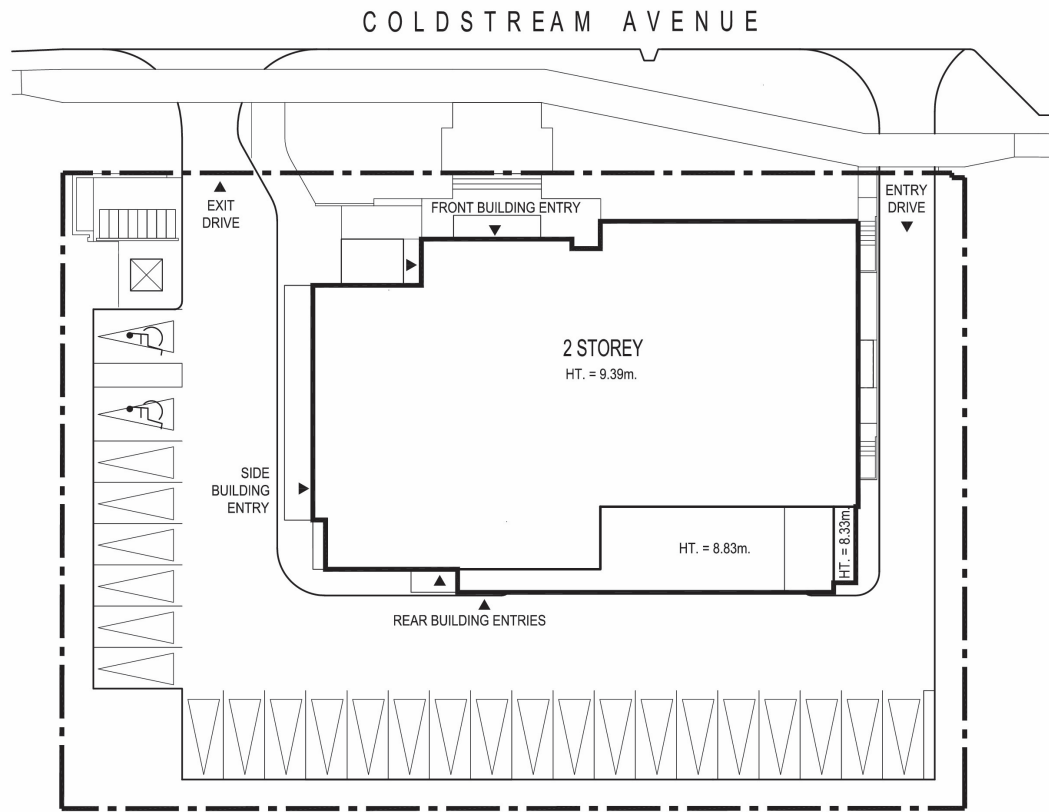 COLDSTREAM AVENUE
EXIT
DRIVE
FRONT BUILDING ENTRY
ENTRY
DRIVE
2 STOREY
HT. = 9.39m.
SIDE
BUILDING
ENTRY
HT. = 8.83m.
HT. = 8.33m.
REAR BUILDING ENTRIES